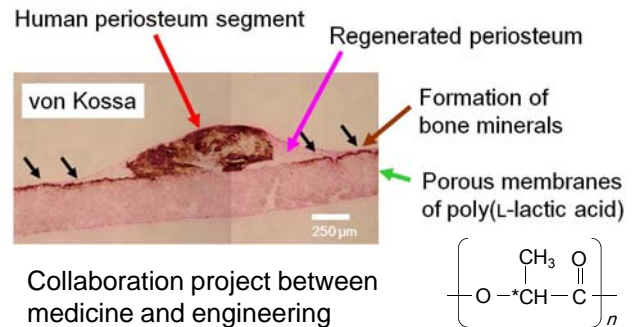 Human periosteum segment
Regenerated periosteum
von Kossa
Formation of
bone minerals
Porous membranes
of poly(L-lactic acid)
250 μm
Collaboration project between
medicine and engineering
CH₃ O
O *CH C
n